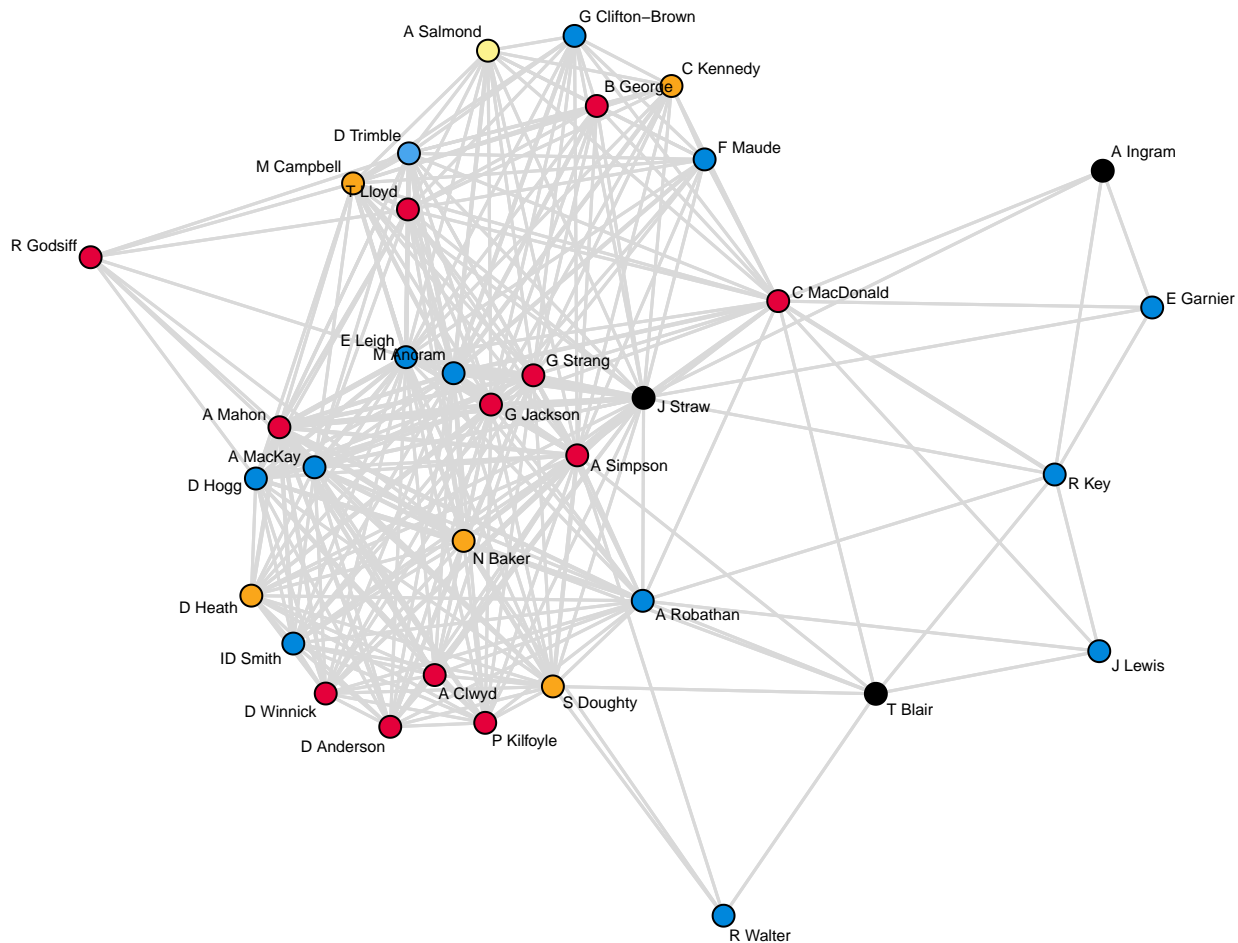 G Clifton−Brown
A Salmond
C Kennedy
B George
D Trimble
F Maude
A Ingram
M Campbell
T Lloyd
R Godsiff
C MacDonald
E Garnier
E Leigh
M Ancram
G Strang
J Straw
A Mahon
G Jackson
A MacKay
A Simpson
D Hogg
R Key
N Baker
D Heath
A Robathan
ID Smith
J Lewis
A Clwyd
S Doughty
D Winnick
T Blair
D Anderson
P Kilfoyle
R Walter